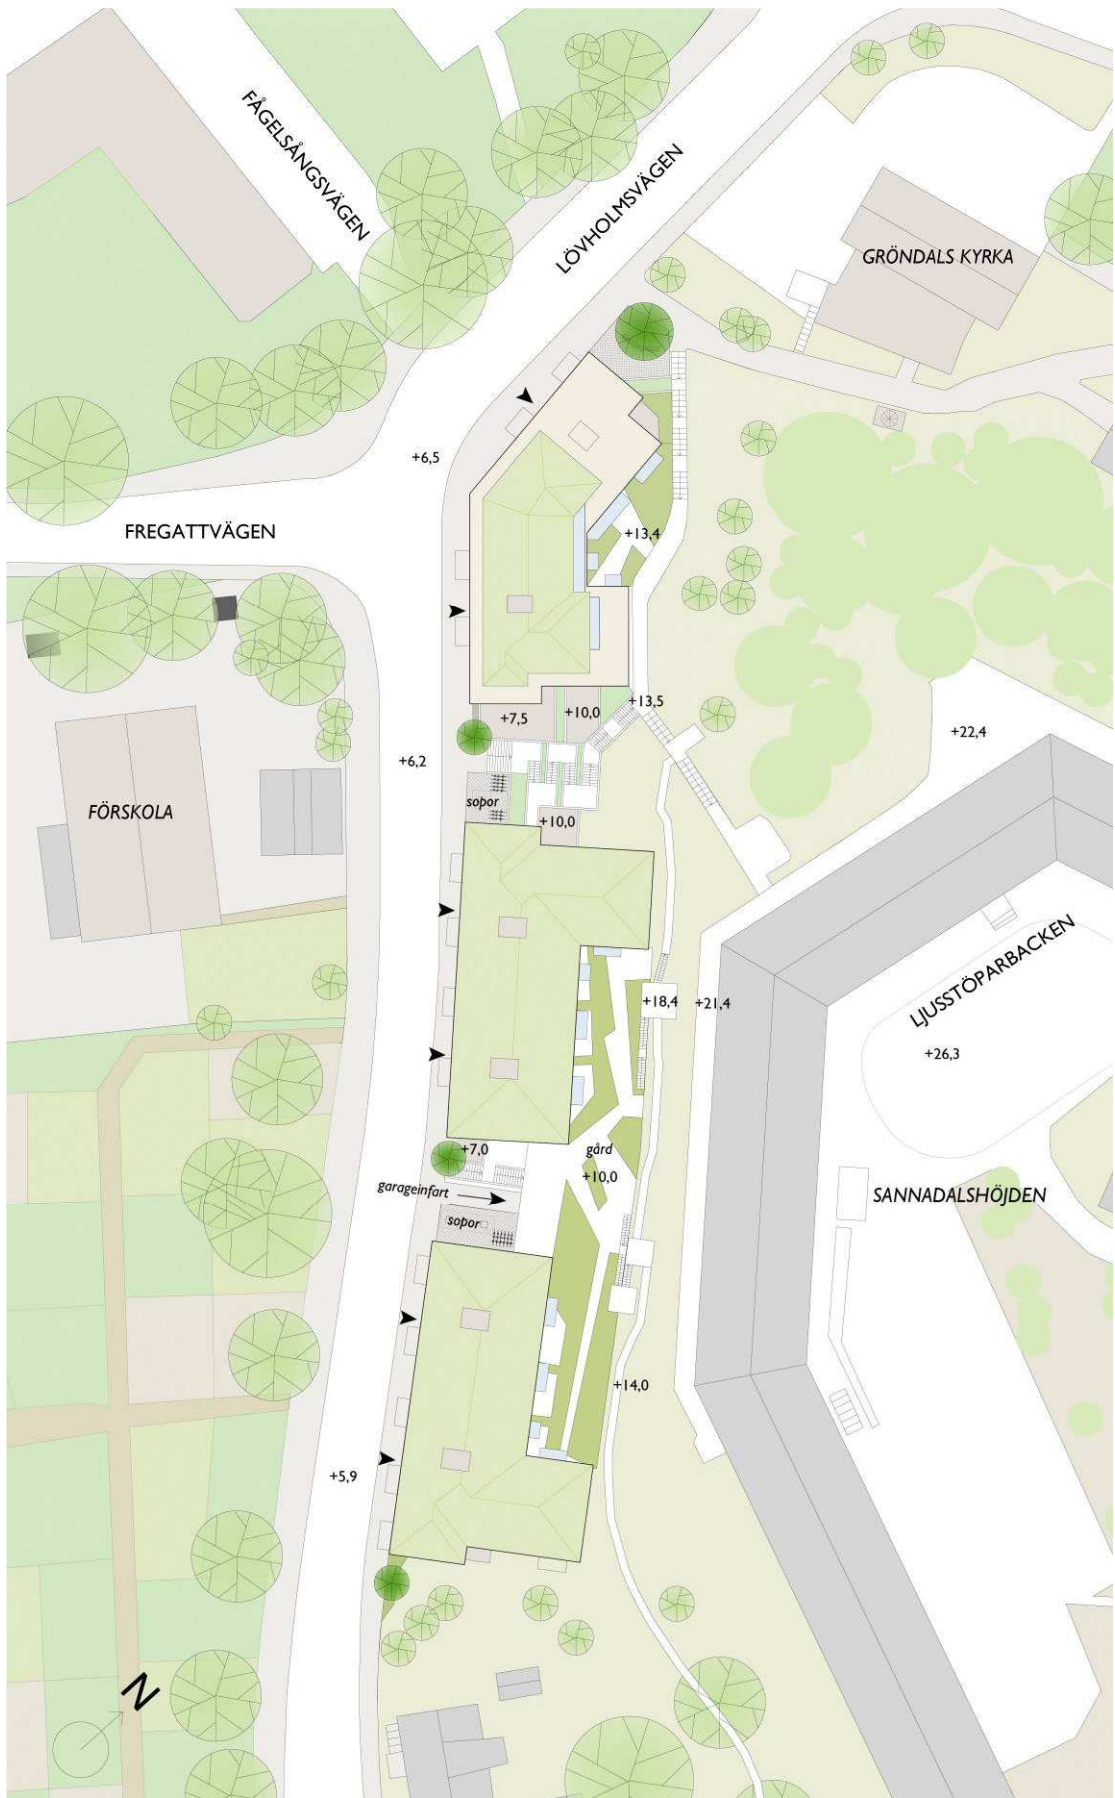 FÅGELSÅNGSVÄGEN
LÖVHOLMSVÄGEN
GRÖNDALS KYRKA
+6,5
FREGATTVÄGEN
+13,4
+13,5
+7,5
+10,0
+22,4
+6,2
sopor
FÖRSKOLA
+10,0
LJUSSTÖPARBACKEN
+18,4
+21,4
+26,3
+7,0
gård
+10,0
garageinfart
SANNADALSHÖJDEN
sopor
+14,0
+5,9
N